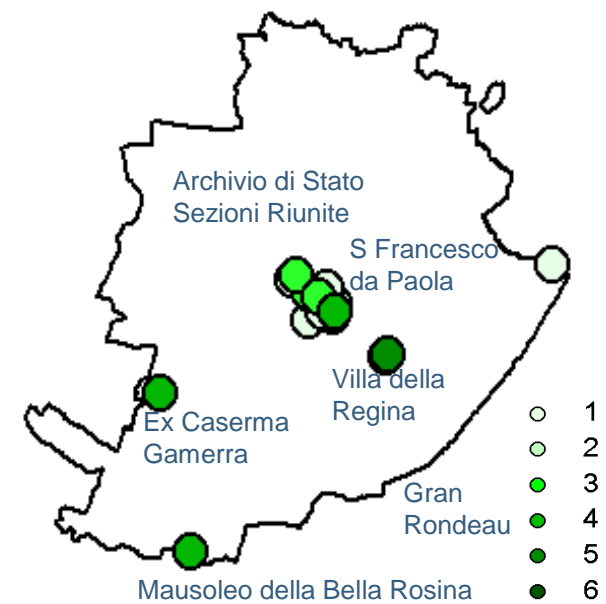 Archivio di Stato
Sezioni Riunite
S Francesco
da Paola
Villa della
Regina
Ex Caserma
Gamerra
Gran
Rondeau
Mausoleo della Bella Rosina
1
2
3
4
5
6